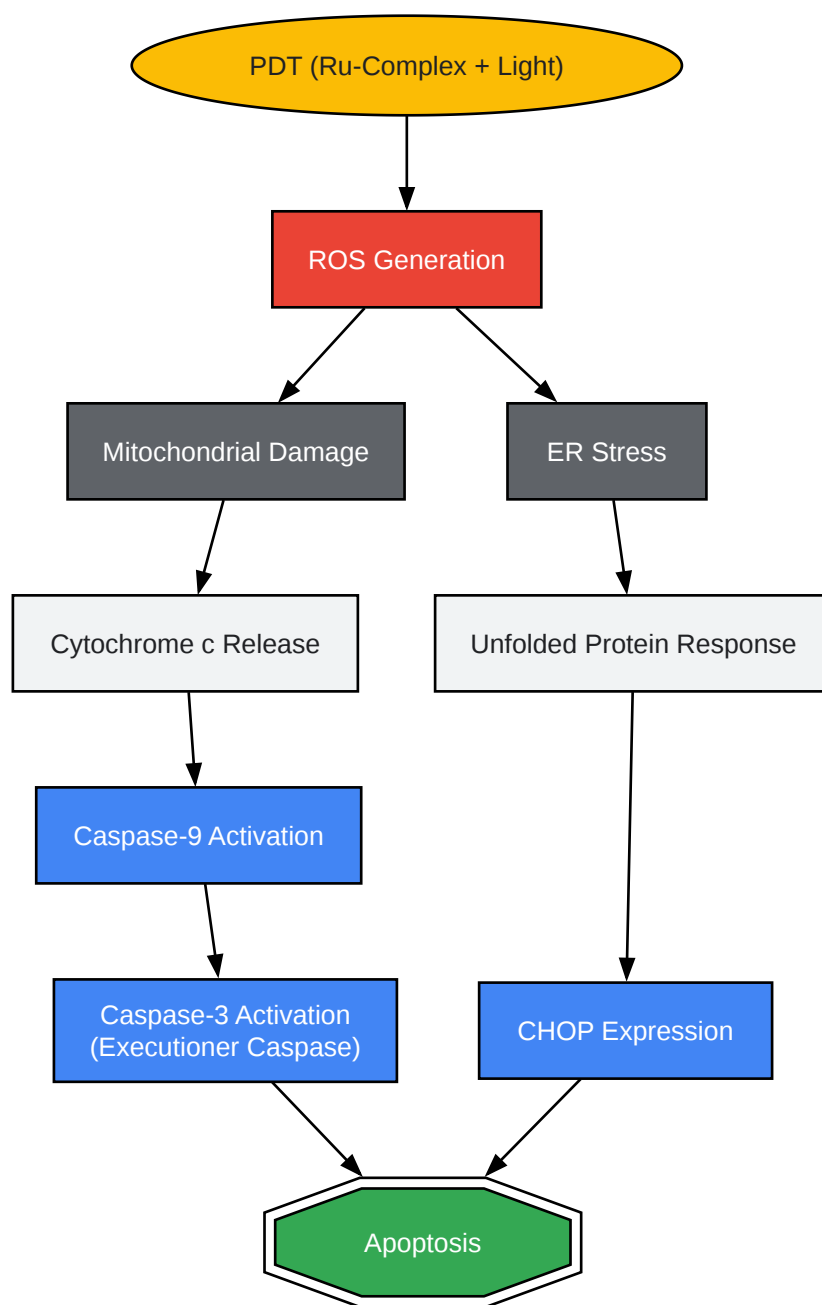 PDT (Ru-Complex + Light)
ROS Generation
Mitochondrial Damage
ER Stress
Cytochrome c Release
Unfolded Protein Response
Caspase-9 Activation
Caspase-3 Activation
(Executioner Caspase)
CHOP Expression
Apoptosis